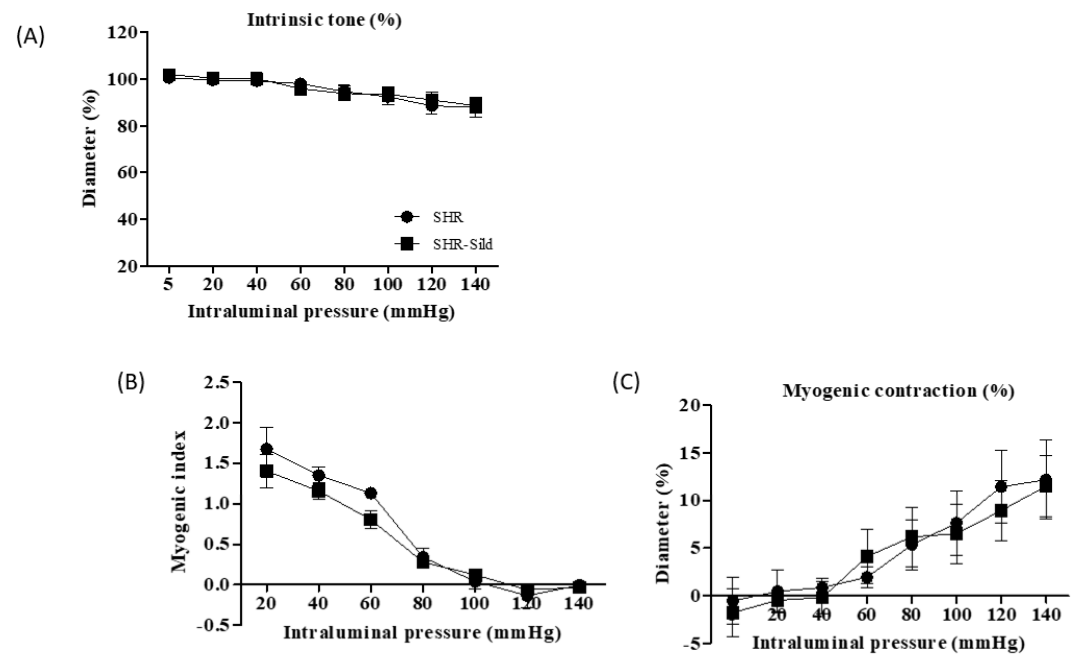 (A)
Intrinsic tone (%)
120
100
80
60
40
20
Diameter (%)
SHR
SHR-Sild
5 20 40 60 80 100 120 140
Intraluminal pressure (mmHg)
(B)
2.5
2.0
1.5
1.0
0.5
0.0
-0.5
Myogenic index
20 40 60 80 100 120 140
Intraluminal pressure (mmHg)
(C)
Myogenic contraction (%)
20
15
10
5
0
-5
Diameter (%)
20 40 60 80 100 120 140
Intraluminal pressure (mmHg)